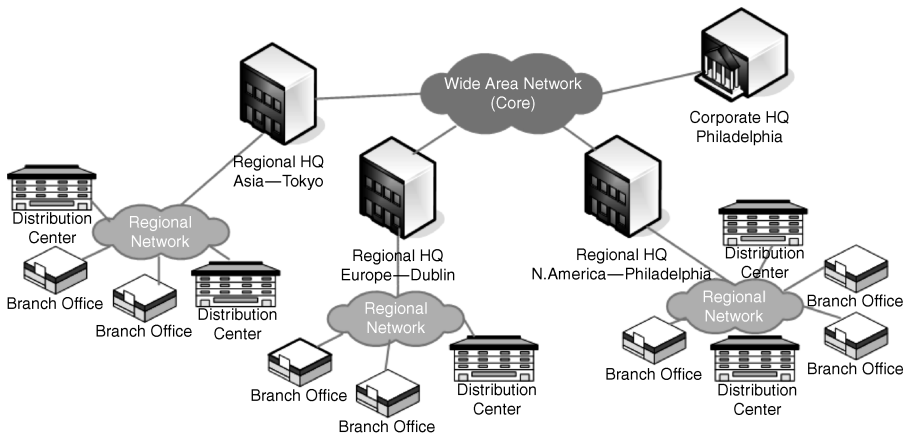 Wide Area Network
(Core)
Corporate HQ
Philadelphia
Regional HQ
Asia—Tokyo
Distribution
Center
Regional
Network
Branch Office
Branch Office
Distribution
Center
Regional HQ
Europe—Dublin
Regional
Network
Branch Office
Branch Office
Distribution
Center
Regional HQ
N.America—Philadelphia
Distribution
Center
Regional
Network
Branch Office
Branch Office
Distribution
Center
Branch Office